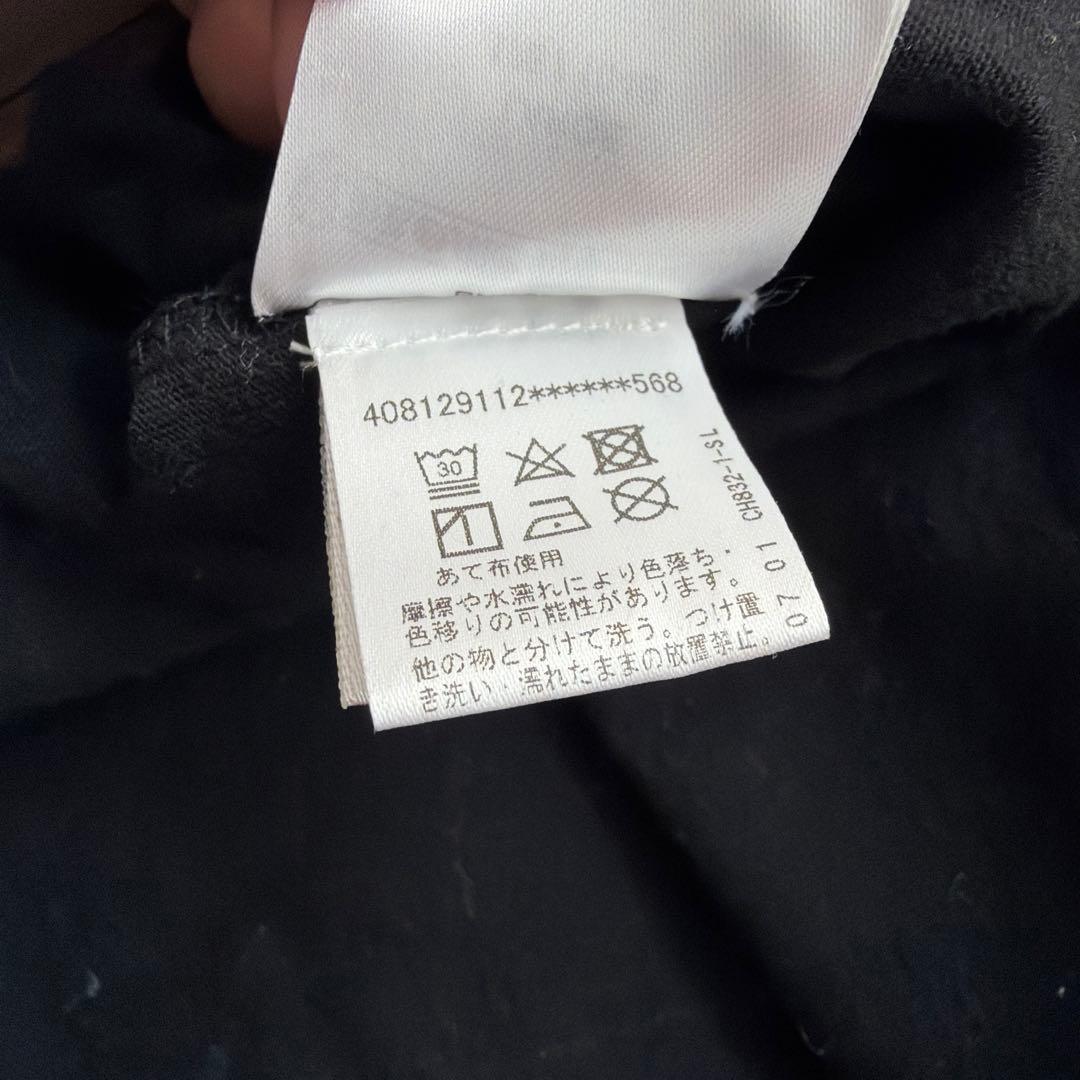 408129112******568
30
あて布使用
摩擦や水濡れにより色落ち・
色移りの可能性があります。
他の物と分けて洗う。つけ置
き洗い・濡れたままの放置禁止。
CH832-1-SL
07 01